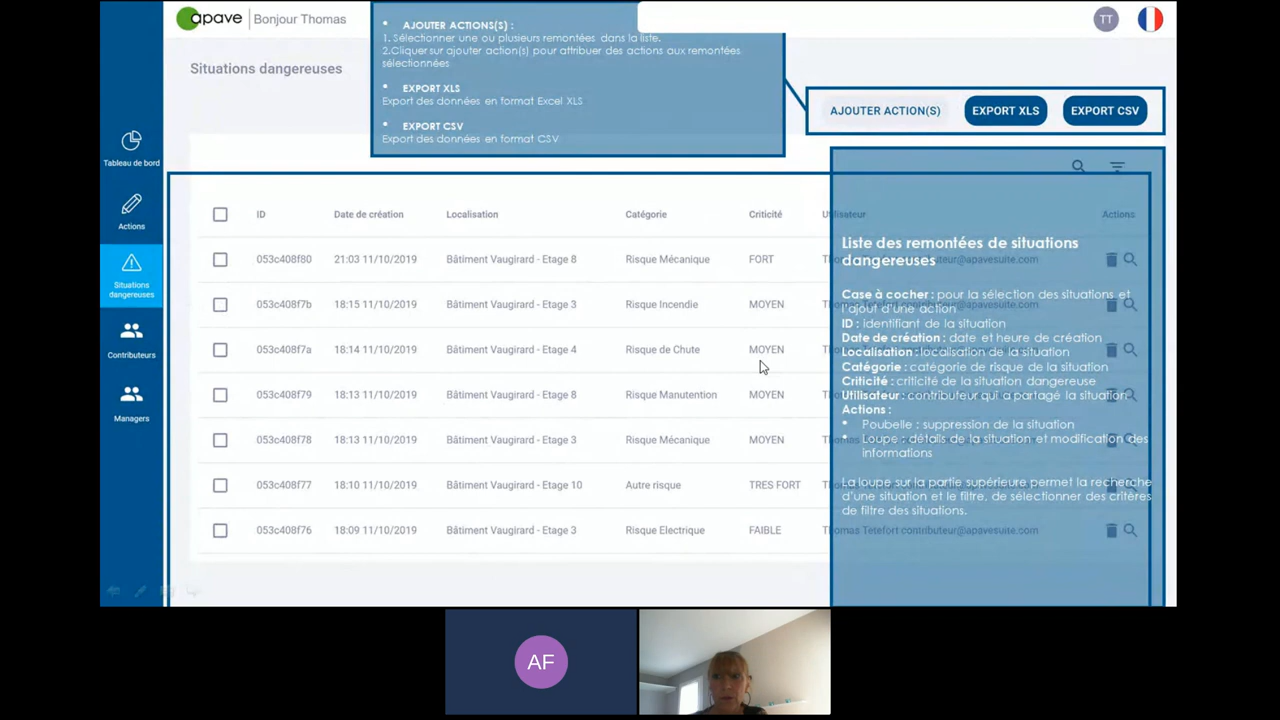 apave
Bonjour Thomas
TT
Situations dangereuses
AJOUTER ACTIONS(S) :
1. Sélectionner une ou plusieurs remontées dans la liste.
2.Cliquer sur ajouter action(s) pour attribuer des actions aux remontées
sélectionnées
EXPORT XLS
Export des données en format Excel XLS
EXPORT CSV
Export des données en format CSV
AJOUTER ACTION(S) EXPORT XLS EXPORT CSV
Tableau de bord
Actions
Situations
dangereuses
Contributeurs
Managers
ID Date de création Localisation Catégorie Criticité Utilisateur Actions
053c408f80 21:03 11/10/2019 Bâtiment Vaugirard - Etage 8 Risque Mécanique FORT
053c408f7b 18:15 11/10/2019 Bâtiment Vaugirard - Etage 3 Risque Incendie MOYEN
053c408f7a 18:14 11/10/2019 Bâtiment Vaugirard - Etage 4 Risque de Chute MOYEN
053c408f79 18:13 11/10/2019 Bâtiment Vaugirard - Etage 8 Risque Manutention MOYEN
053c408f78 18:13 11/10/2019 Bâtiment Vaugirard - Etage 3 Risque Mécanique MOYEN
053c408f77 18:10 11/10/2019 Bâtiment Vaugirard - Etage 10 Autre risque TRES FORT
053c408f76 18:09 11/10/2019 Bâtiment Vaugirard - Etage 3 Risque Electrique FAIBLE Thomas Tetefort contributeur@apavesuite.com
Liste des remontées de situations
dangereuses
Case à cocher : pour la sélection des situations et
l'ajout d'une action
ID : identifiant de la situation
Date de création : date et heure de création
Localisation : localisation de la situation
Catégorie : catégorie de risque de la situation
Criticité : criticité de la situation dangereuse
Utilisateur : contributeur qui a partagé la situation
Actions :
Poubelle : suppression de la situation
Loupe : détails de la situation et modification des
informations
La loupe sur la partie supérieure permet la recherche
d'une situation et le filtre, de sélectionner des critères
de filtre des situations.
AF